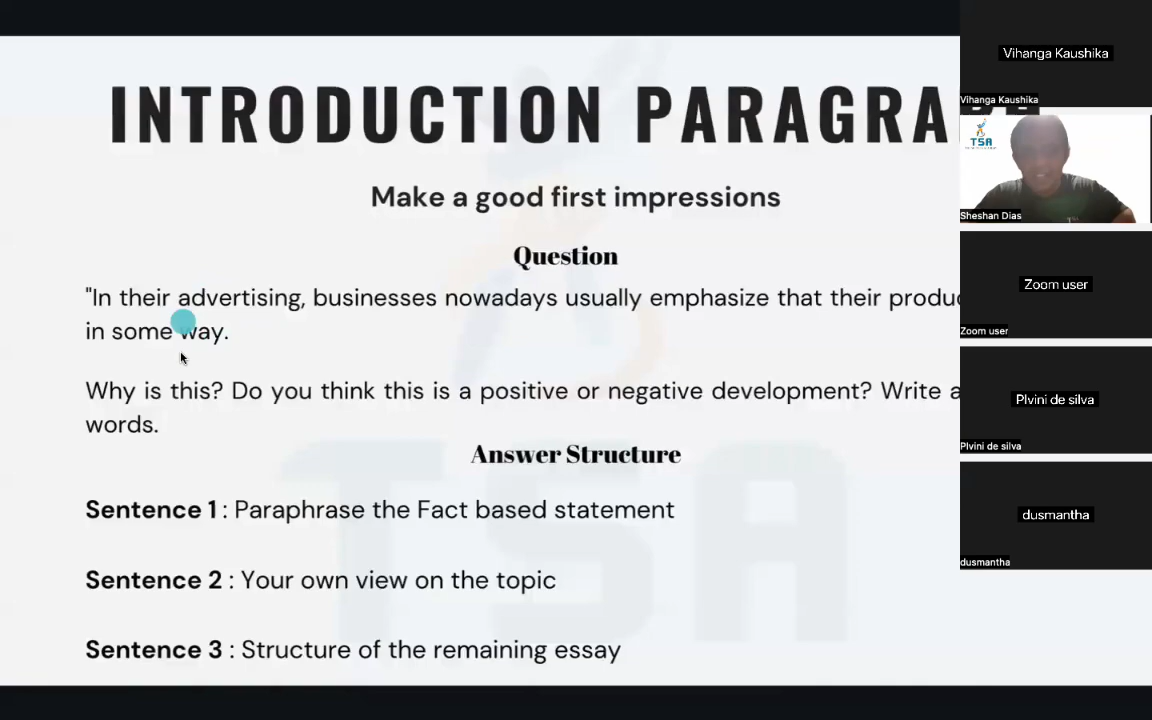 INTRODUCTION PARAGRA
Make a good first impressions
Question
"In their advertising, businesses nowadays usually emphasize that their
in some way.
Why is this? Do you think this is a positive or negative development? Write
words.
Answer Structure
Sentence 1 : Paraphrase the Fact based statement
Sentence 2 : Your own view on the topic
Sentence 3 : Structure of the remaining essay
Vihanga Kaushika
Vihanga Kaushika
TSA
Sheshan Dias
Zoom user
Zoom user
Plvini de silva
Plvini de silva
dusmantha
dusmantha
TSA